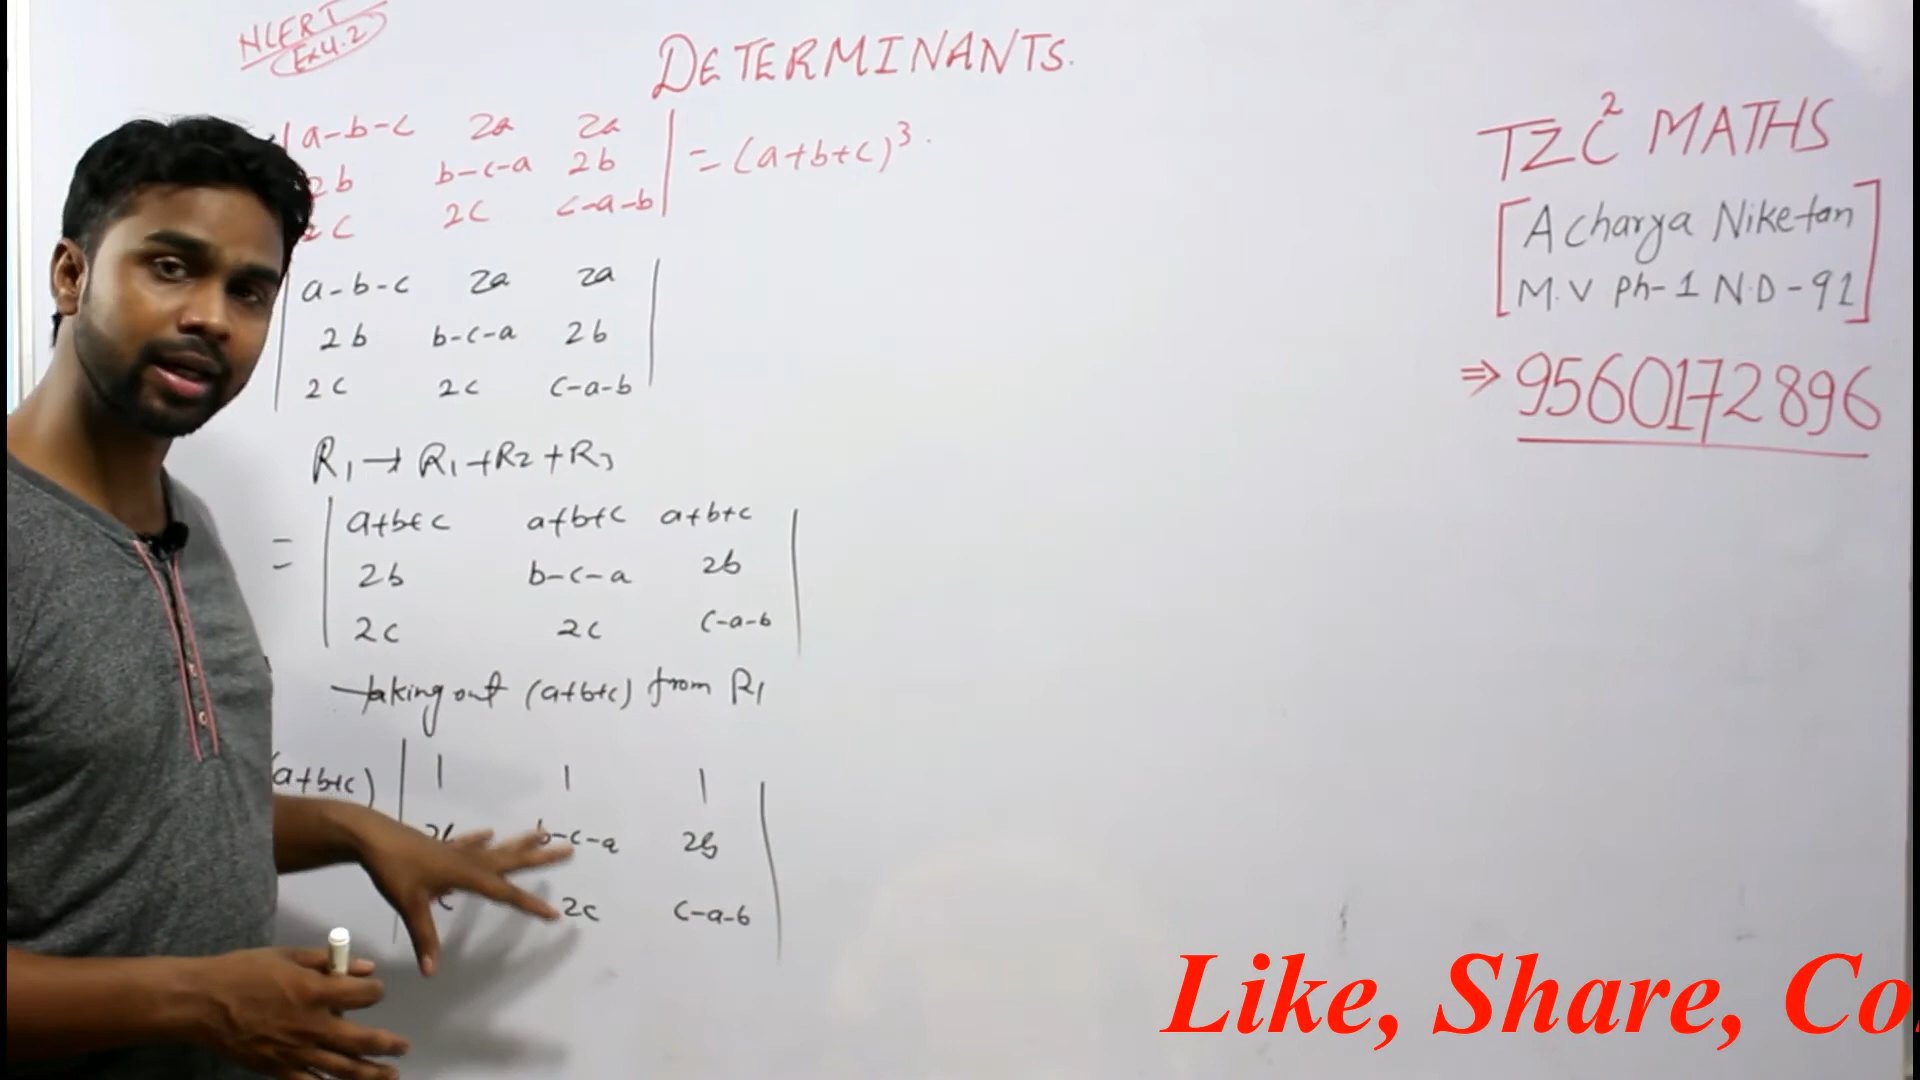 NCERT
Ex 4.2
DETERMINANTS.
a-b-c 2a 2a
2b b-c-a 2b = (a+b+c)³.
2c 2c c-a-b
a-b-c 2a 2a
2b b-c-a 2b
2c 2c c-a-b
R₁ → R₁+R₂+R₃
= a+b+c a+b+c a+b+c
2b b-c-a 2b
2c 2c c-a-b
taking out (a+b+c) from R₁
(a+b+c) 1 1 1
b-c-a 2b
2c c-a-b
TZC² MATHS
[Acharya Niketan
M.V Ph-1 N.D-91]
⇒ 9560172896
Like, Share, Co